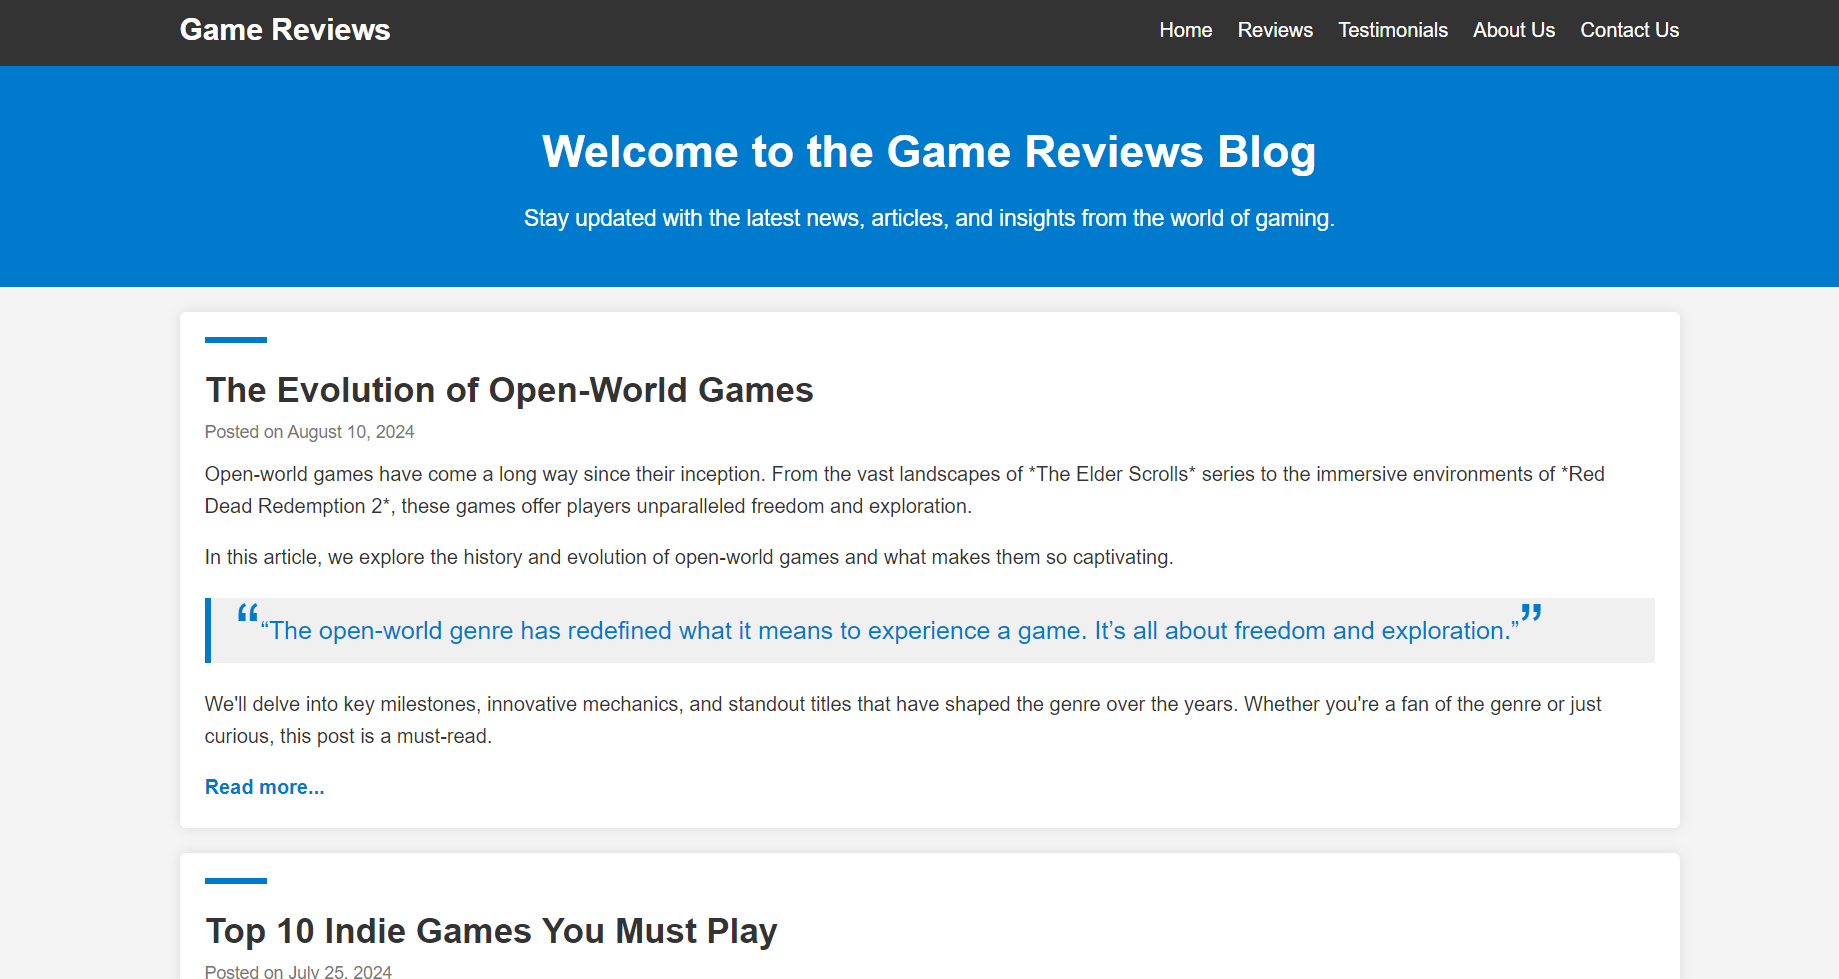 Game Reviews
Home Reviews Testimonials About Us Contact Us
Welcome to the Game Reviews Blog
Stay updated with the latest news, articles, and insights from the world of gaming.
The Evolution of Open-World Games
Posted on August 10, 2024
Open-world games have come a long way since their inception. From the vast landscapes of *The Elder Scrolls* series to the immersive environments of *Red
Dead Redemption 2*, these games offer players unparalleled freedom and exploration.
In this article, we explore the history and evolution of open-world games and what makes them so captivating.
““The open-world genre has redefined what it means to experience a game. It’s all about freedom and exploration.””
We'll delve into key milestones, innovative mechanics, and standout titles that have shaped the genre over the years. Whether you're a fan of the genre or just
curious, this post is a must-read.
Read more...
Top 10 Indie Games You Must Play
Posted on July 25, 2024